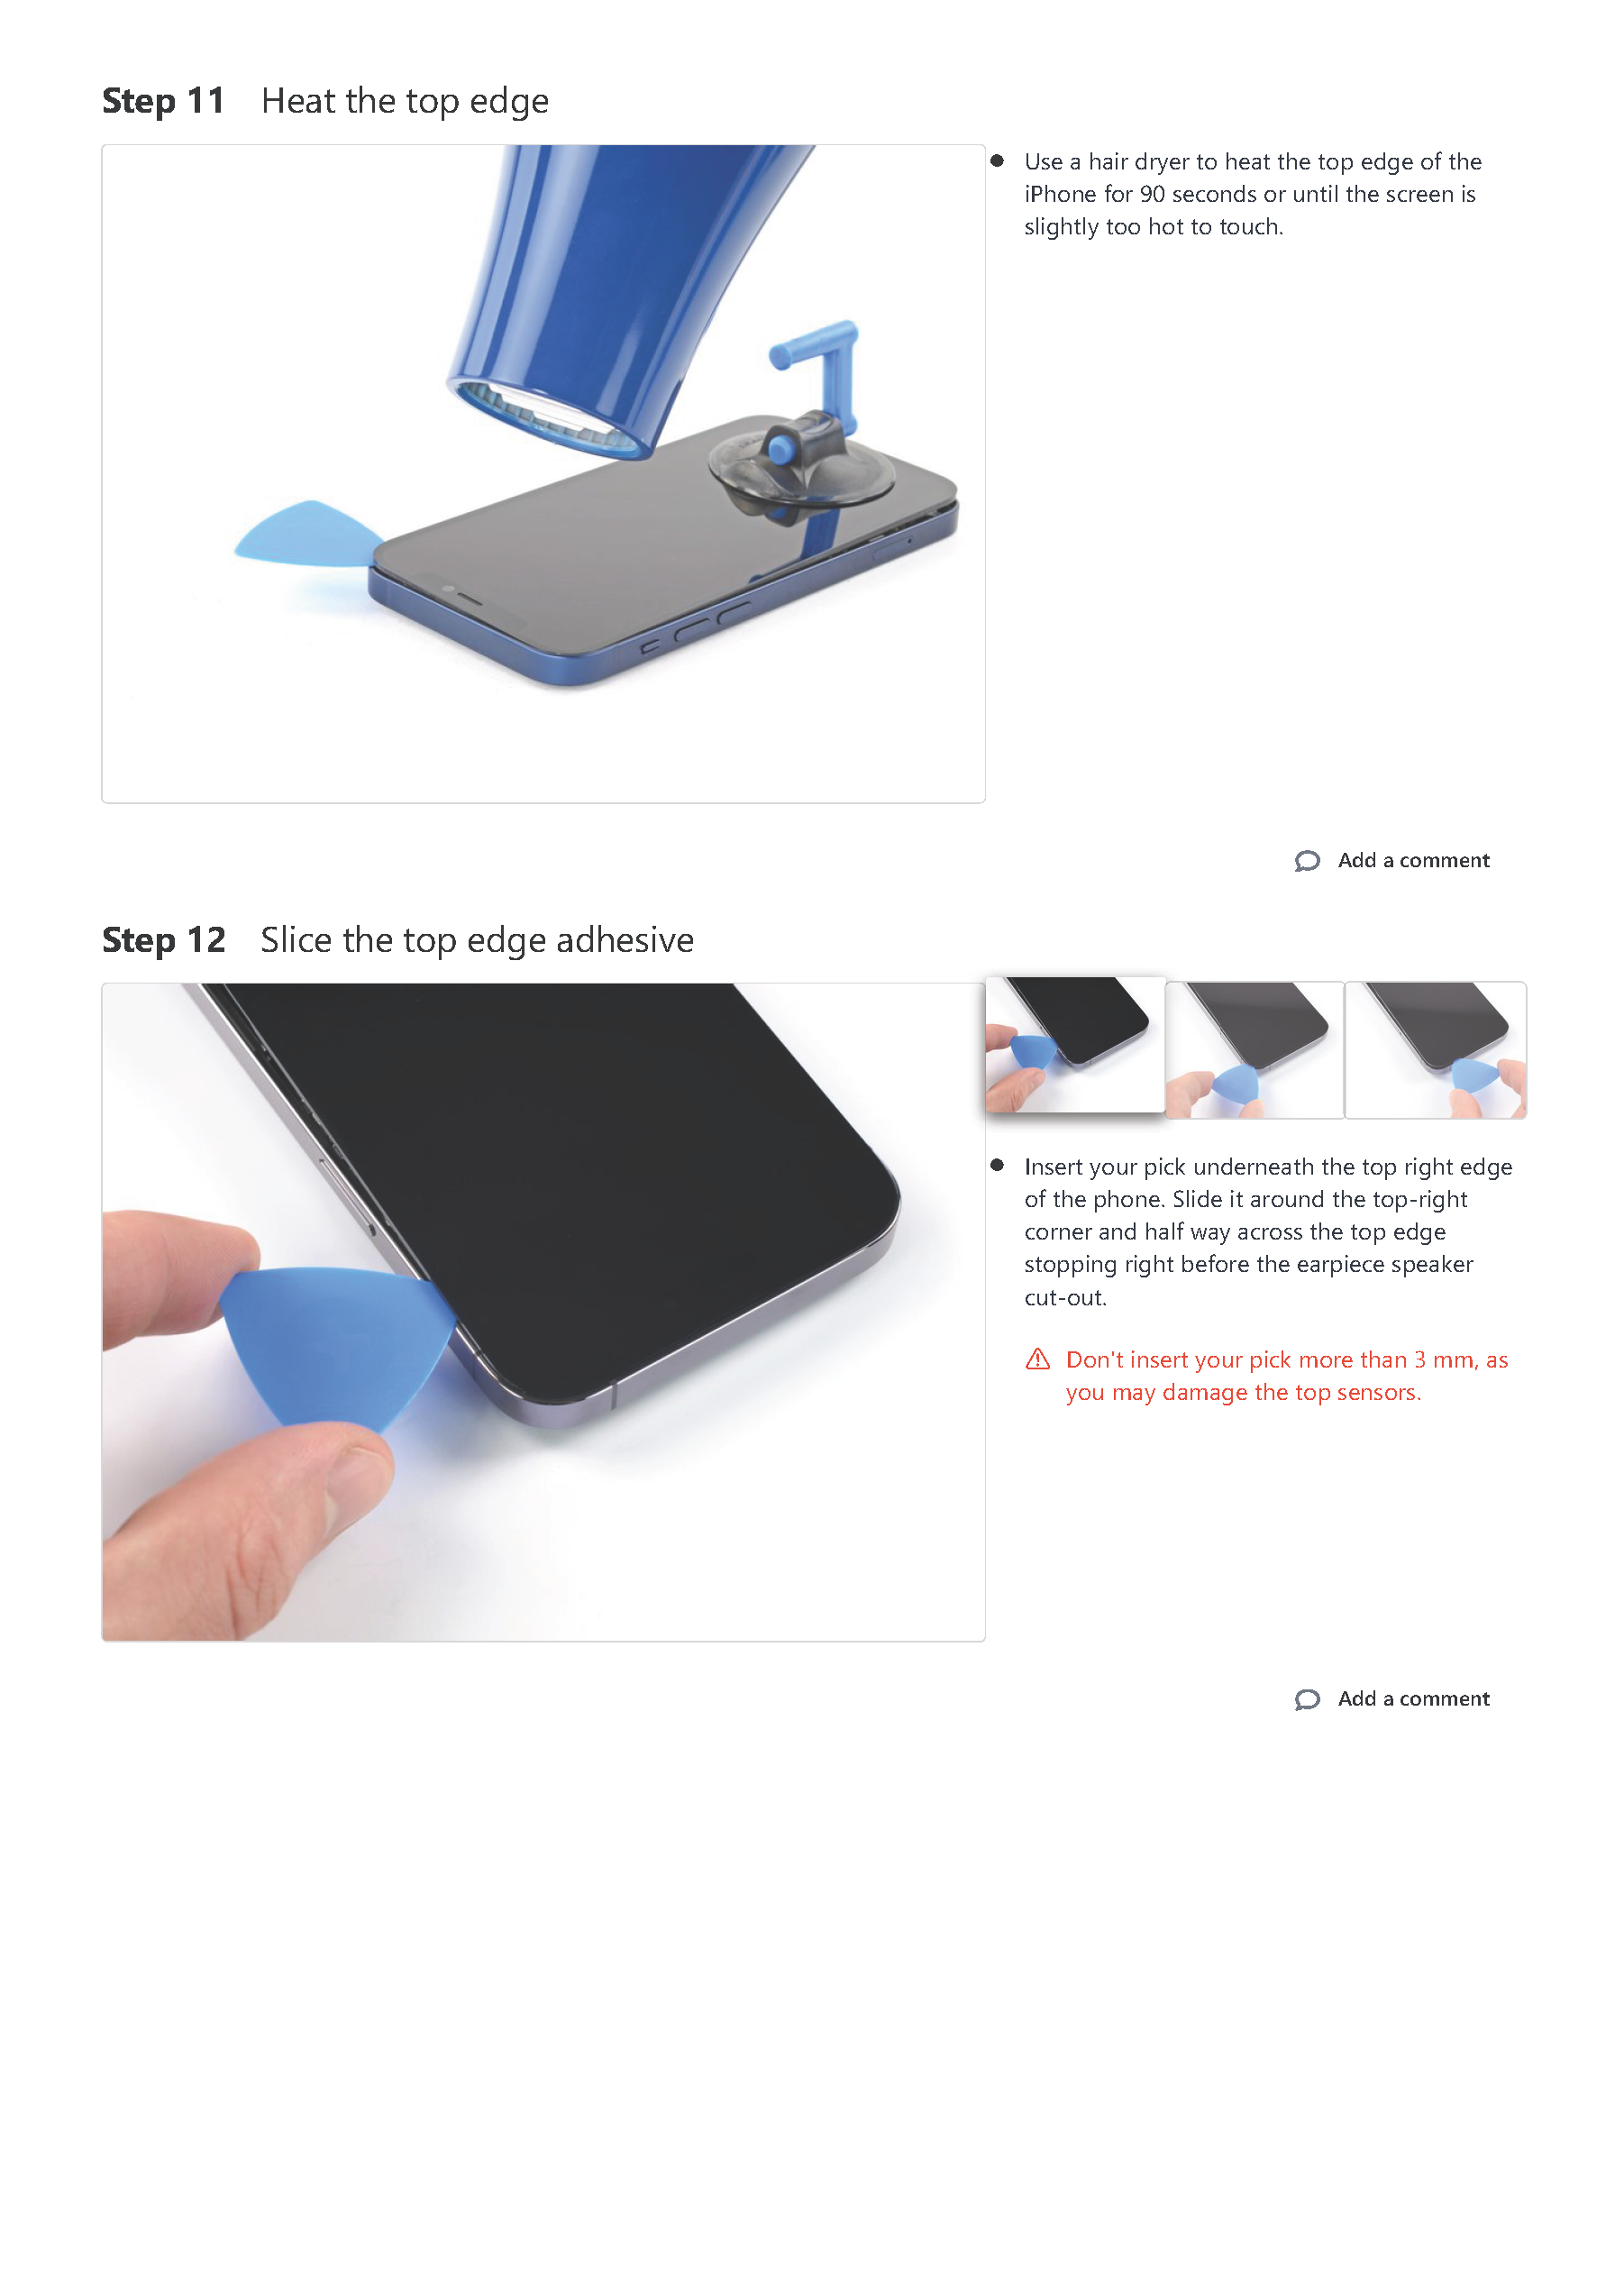 Step 11 Heat the top edge
Use a hair dryer to heat the top edge of the
iPhone for 90 seconds or until the screen is
slightly too hot to touch.
Add a comment
Step 12 Slice the top edge adhesive
Insert your pick underneath the top right edge
of the phone. Slide it around the top-right
corner and half way across the top edge
stopping right before the earpiece speaker
cut-out.
Don't insert your pick more than 3 mm, as
you may damage the top sensors.
Add a comment